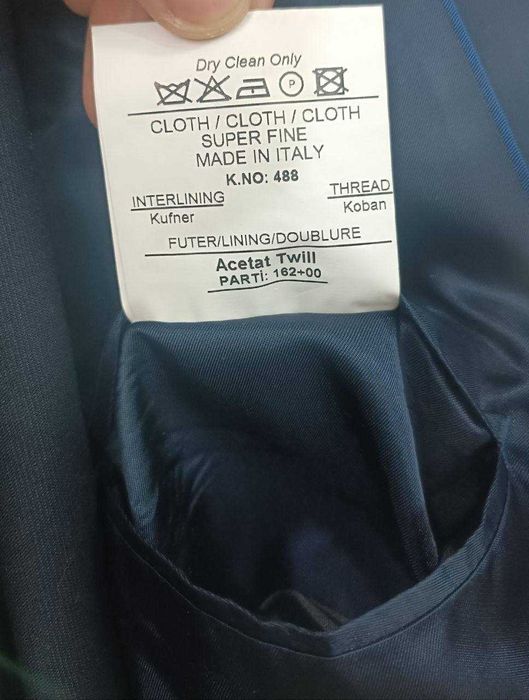 Dry Clean Only
P
CLOTH / CLOTH / CLOTH
SUPER FINE
MADE IN ITALY
K.NO: 488
INTERLINING
Kufner
THREAD
Koban
FUTER/LINING/DOUBLURE
Acetat Twill
PARTİ: 162+00